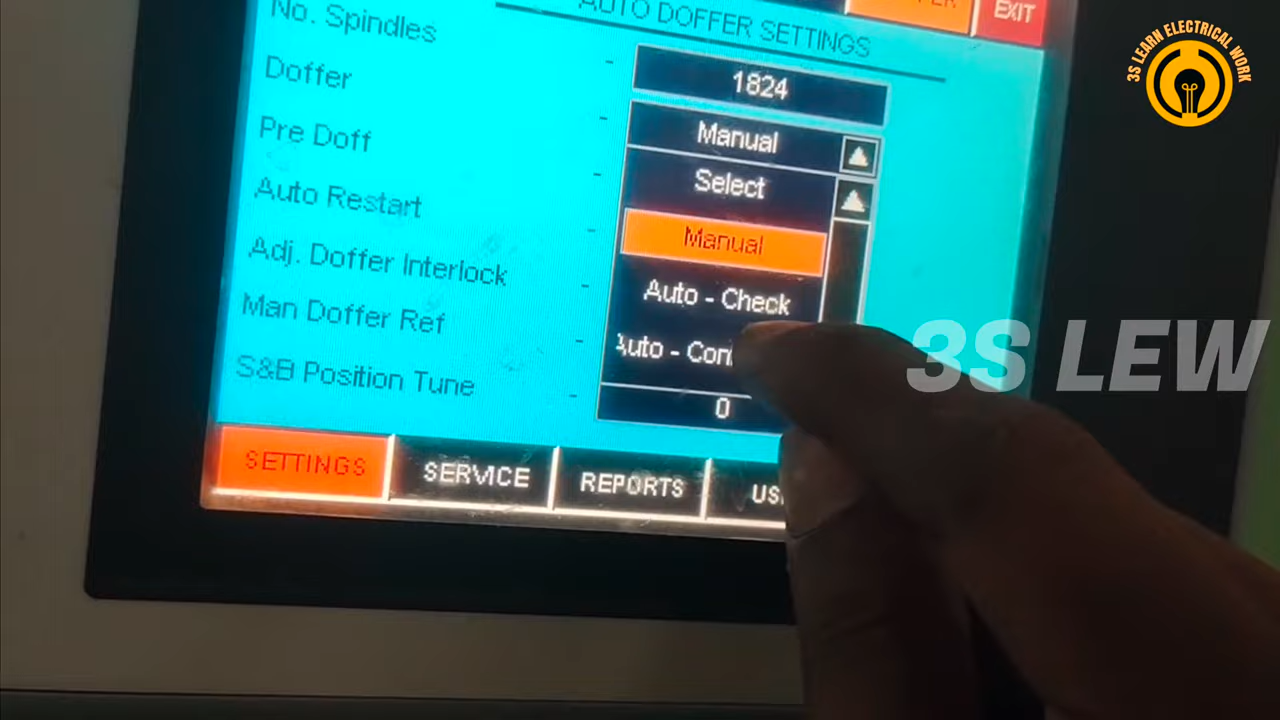 EXIT
AUTO DOFFER SETTINGS
No. Spindles - 1824
Doffer - Manual
Pre Doff - Select
Auto Restart - Manual
Adj. Doffer Interlock - Auto - Check
Man Doffer Ref - Auto -
S&B Position Tune - 0
SETTINGS SERVICE REPORTS
3S LEARN ELECTRICAL WORK
3S LEW